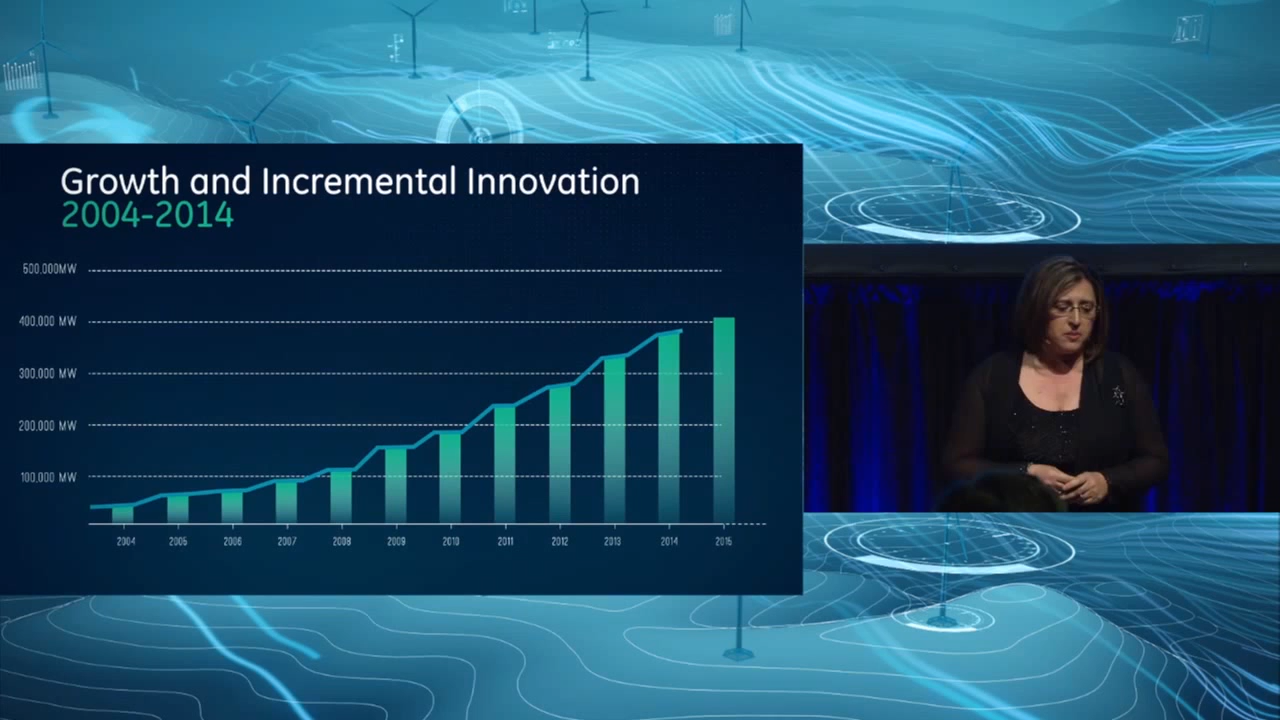 Growth and Incremental Innovation
2004-2014
500.000MW
400.000 MW
300.000 MW
200.000 MW
100.000 MW
2004 2005 2006 2007 2008 2009 2010 2011 2012 2013 2014 2015